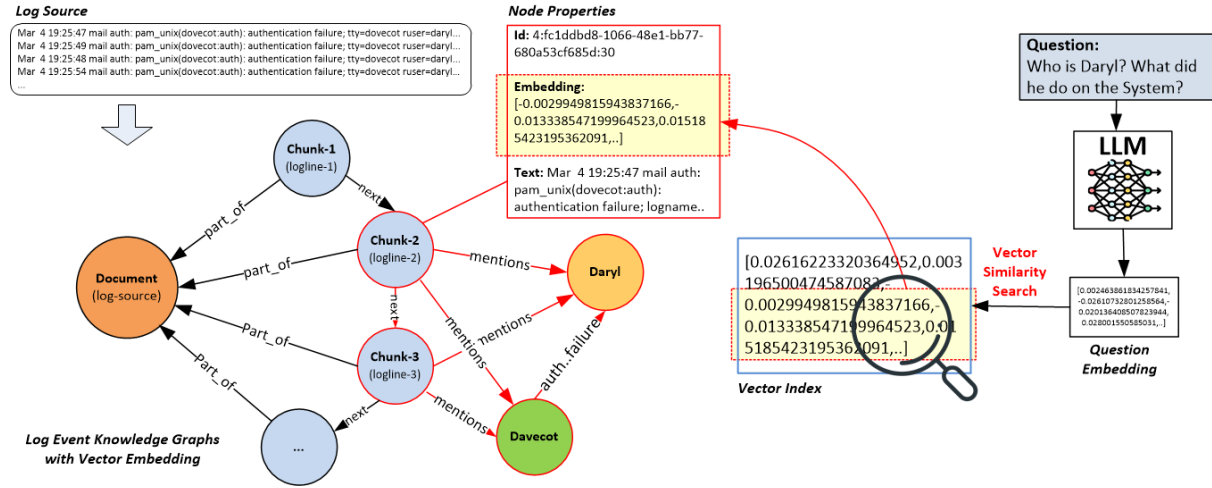 Log Source
Mar  4 19:25:47 mail auth: pam_unix(dovecot:auth): authentication failure; tty=dovecot ruser=daryl...
Mar  4 19:25:49 mail auth: pam_unix(dovecot:auth): authentication failure; tty=dovecot ruser=daryl...
Mar  4 19:25:48 mail auth: pam_unix(dovecot:auth): authentication failure; tty=dovecot ruser=daryl...
Mar  4 19:25:54 mail auth: pam_unix(dovecot:auth): authentication failure; tty=dovecot ruser=daryl...
...
Node Properties
Id: 4:fc1ddbd8-1066-48e1-bb77-
680a53cf685d:30
Embedding:
[-0.0029949815943837166,-
0.013338547199964523,0.01518
5423195362091,..]
Text: Mar  4 19:25:47 mail auth:
pam_unix(dovecot:auth):
authentication failure; logname..
Question:
Who is Daryl? What did
he do on the System?
LLM
[0.002463861834257841,
-0.02610732801258564,-
0.020136408507823944,
0.028001550585031,..]
Question
Embedding
Vector
Similarity
Search
[0.02616223320364952,0.003
1965004745870​83,-
0.0029949815943837166,-
0.013338547199964523,0.01
5185423195362091,..]
Vector Index
Chunk-1
(logline-1)
next
part_of
Chunk-2
(logline-2)
part_of
mentions
Daryl
Document
(log-source)
next
mentions
mentions
Part_of
Chunk-3
(logline-3)
auth..failure
Part_of
next
mentions
Davecot
...
Log Event Knowledge Graphs
with Vector Embedding